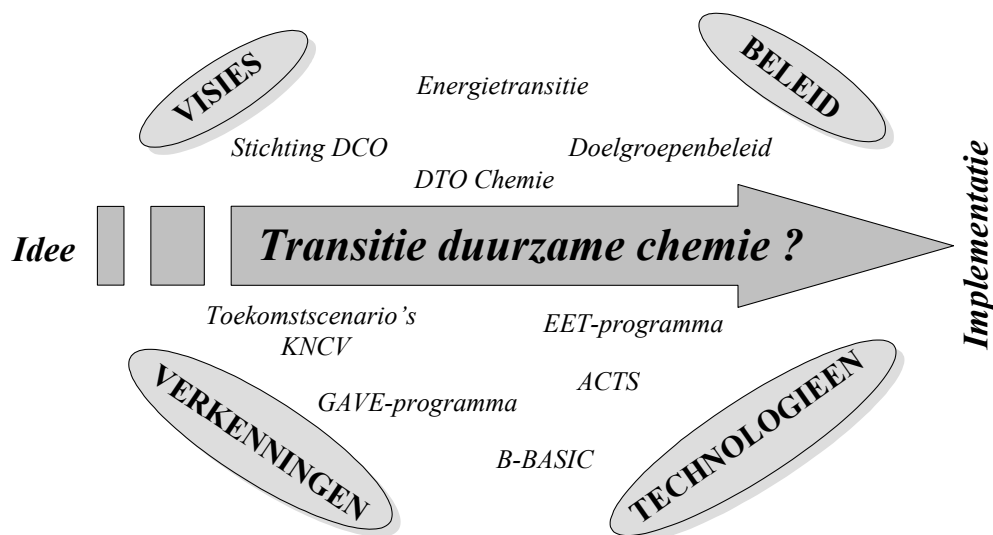 VISIES
BELEID
Energietransitie
Stichting DCO
Doelgroepenbeleid
DTO Chemie
Idee
Transitie duurzame chemie ?
Implementatie
Toekomstscenario’s
KNCV
EET-programma
VERKENNINGEN
GAVE-programma
ACTS
TECHNOLOGIEEN
B-BASIC